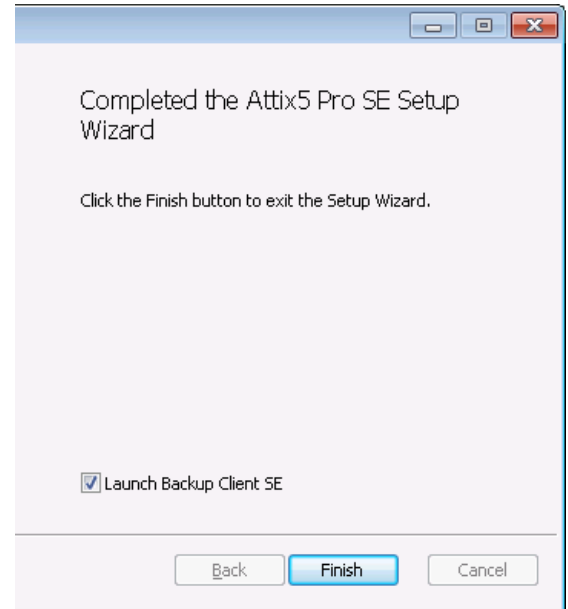 Completed the Attix5 Pro SE Setup
Wizard
Click the Finish button to exit the Setup Wizard.
Launch Backup Client SE
Back Finish Cancel